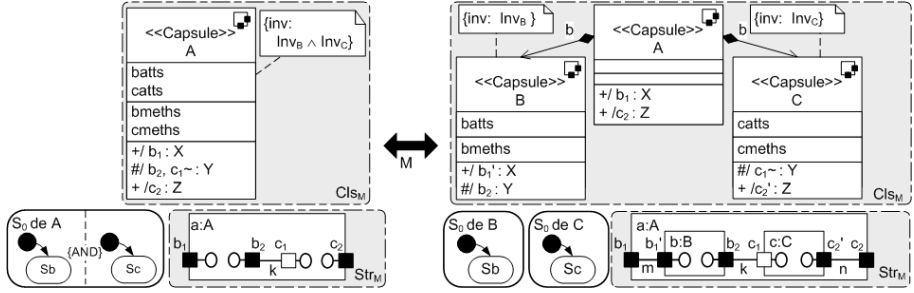 <<Capsule>>
A
batts
catts
bmeths
cmeths
+/ b₁ : X
#/ b₂, c₁~ : Y
+ /c₂ : Z
{inv:
Inv_B ∧ Inv_C}
Cls_M
S₀ de A
{AND}
Sb
Sc
a:A
b₁
b₂
c₁
c₂
k
Str_M
M
{inv: Inv_B }
b
<<Capsule>>
A
+/ b₁ : X
+ /c₂ : Z
b
{inv: Inv_C}
<<Capsule>>
B
batts
bmeths
+/ b₁' : X
#/ b₂ : Y
<<Capsule>>
C
catts
cmeths
#/ c₁~ : Y
+ /c₂' : Z
Cls_M
S₀ de B
Sb
S₀ de C
Sc
a:A
b₁
b₁'
b:B
b₂
c₁
c:C
c₂'
c₂
m
k
n
Str_M